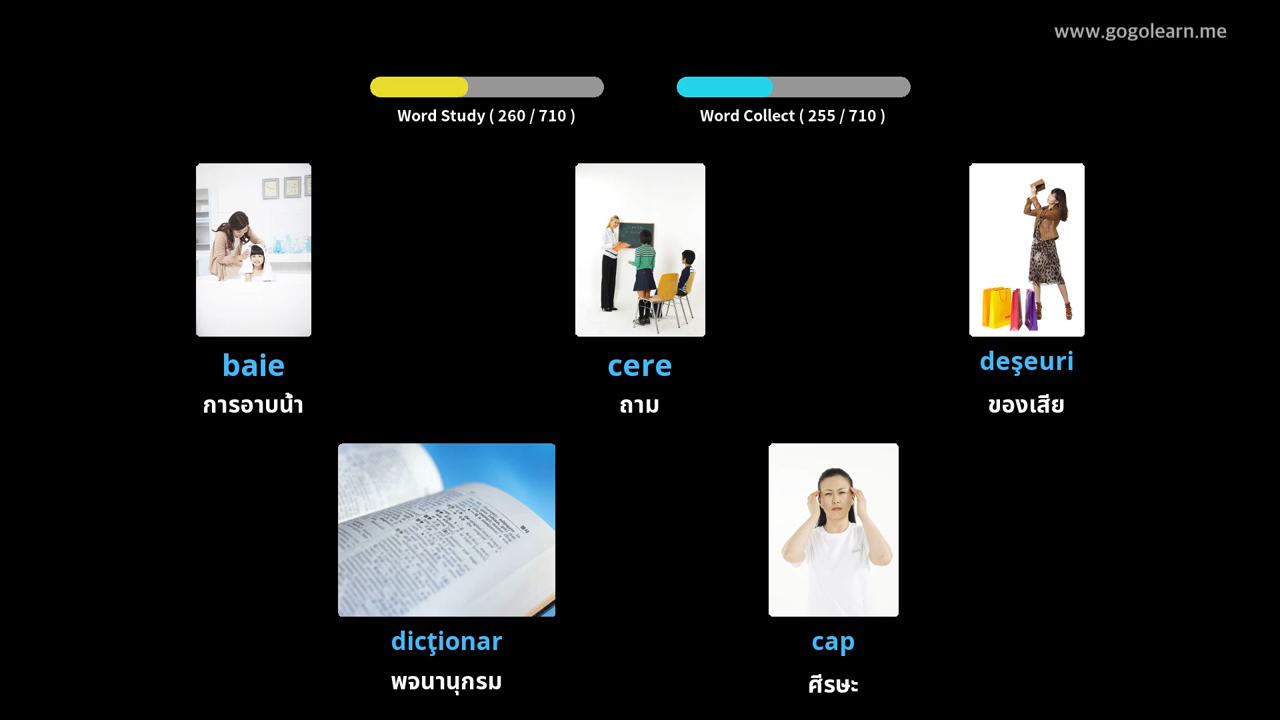 www.gogolearn.me
Word Study ( 260 / 710 )
Word Collect ( 255 / 710 )
baie
การอาบน้ำ
cere
ถาม
deşeuri
ของเสีย
dicţionar
พจนานุกรม
cap
ศีรษะ